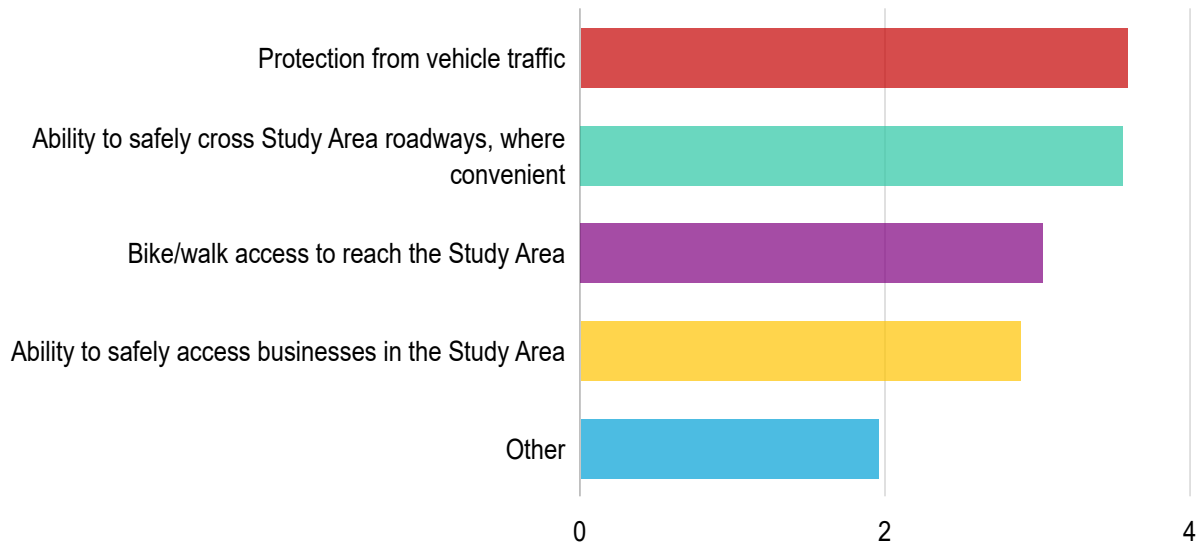 Protection from vehicle traffic
Ability to safely cross Study Area roadways, where
convenient
Bike/walk access to reach the Study Area
Ability to safely access businesses in the Study Area
Other
0 2 4